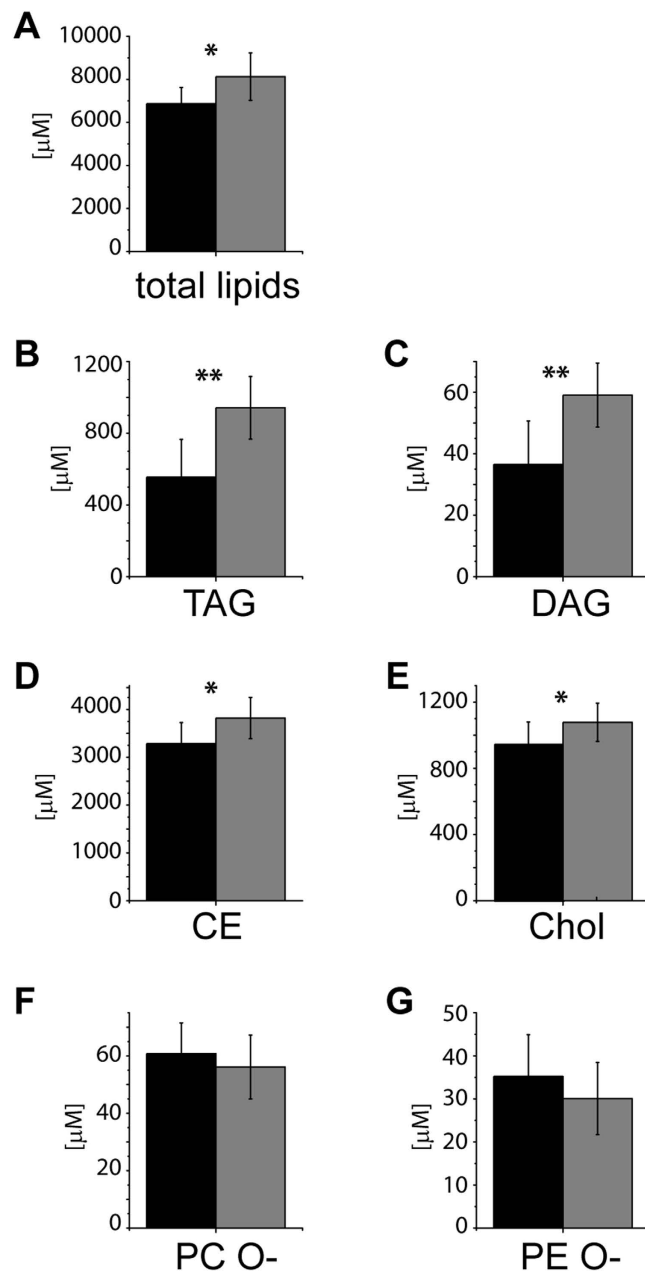 A
10000
8000
6000
4000
2000
0
[μM]
*
total lipids
B
1200
800
400
0
[μM]
**
TAG
C
60
40
20
0
[μM]
**
DAG
D
4000
3000
2000
1000
0
[μM]
*
CE
E
1200
800
400
0
[μM]
*
Chol
F
60
40
20
0
[μM]
PC O-
G
50
40
30
20
10
0
[μM]
PE O-